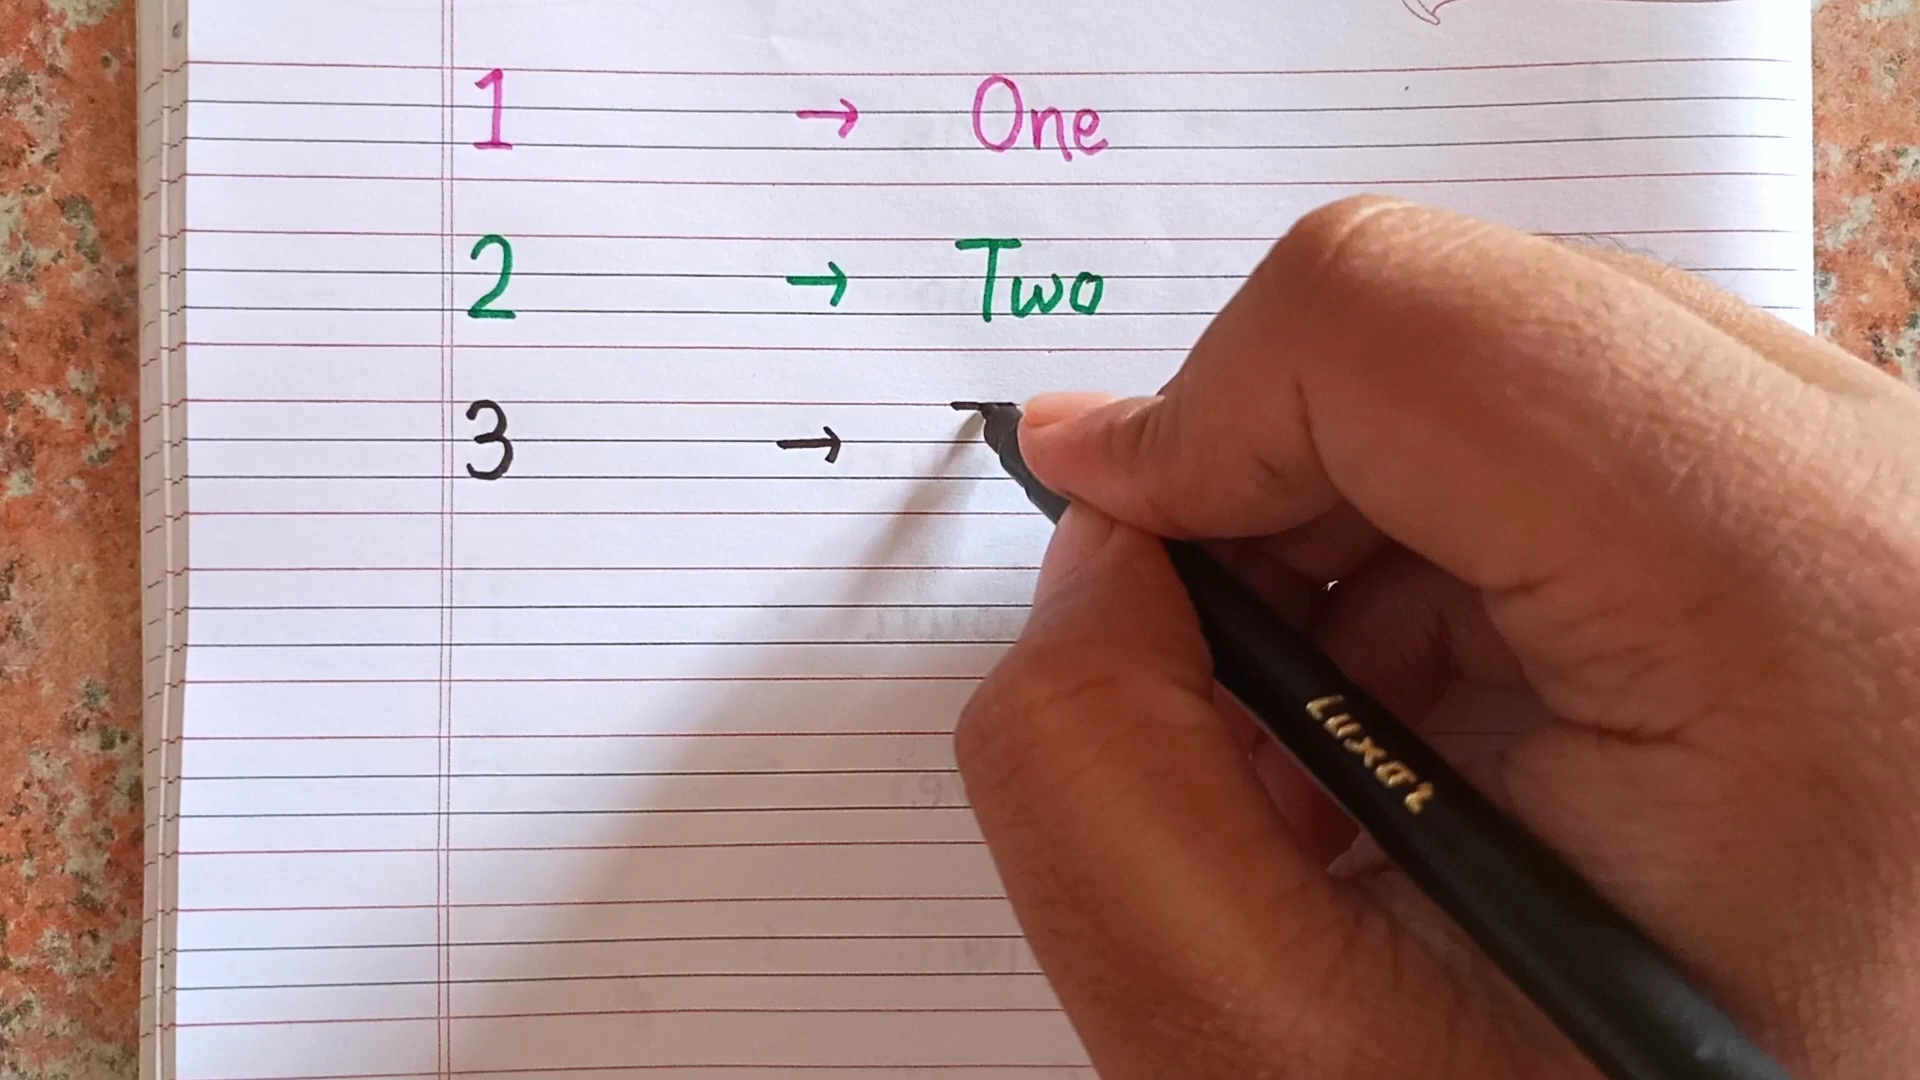 1 → One
2 → Two
3 →
Luxor